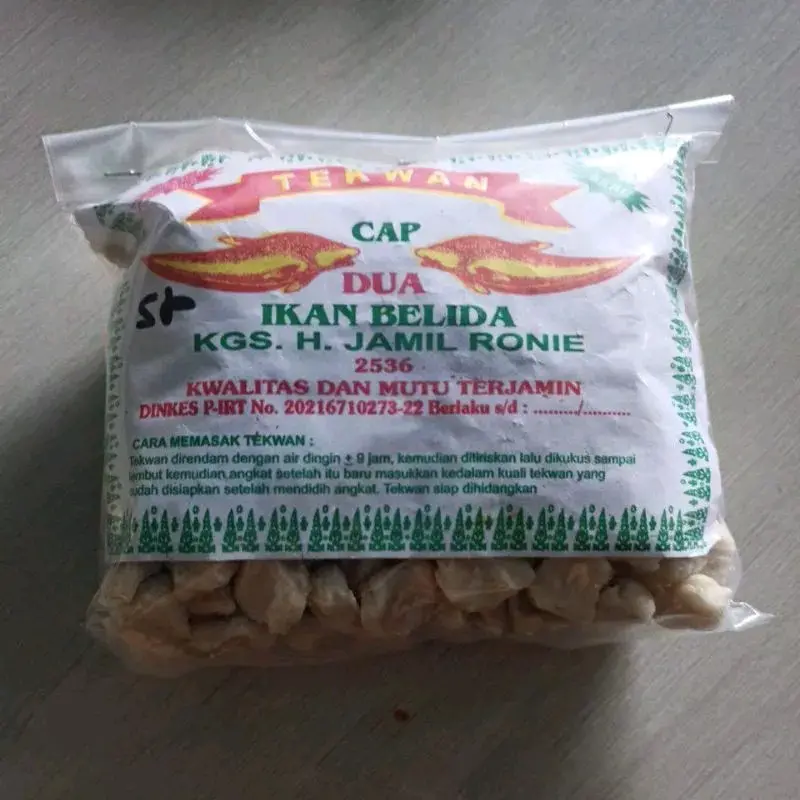 TEKWAN
CAP
DUA
IKAN BELIDA
KGS. H. JAMIL RONIE
2536
KWALITAS DAN MUTU TERJAMIN
DINKES P-IRT No. 20216710273-22 Berlaku s/d : ........../..........
CARA MEMASAK TEKWAN :
Tekwan direndam dengan air dingin ± 9 jam, kemudian ditiriskan lalu dikukus sampai
lembut kemudian angkat setelah itu baru masukkan kedalam kuali tekwan yang
sudah disiapkan setelah mendidih angkat. Tekwan siap dihidangkan